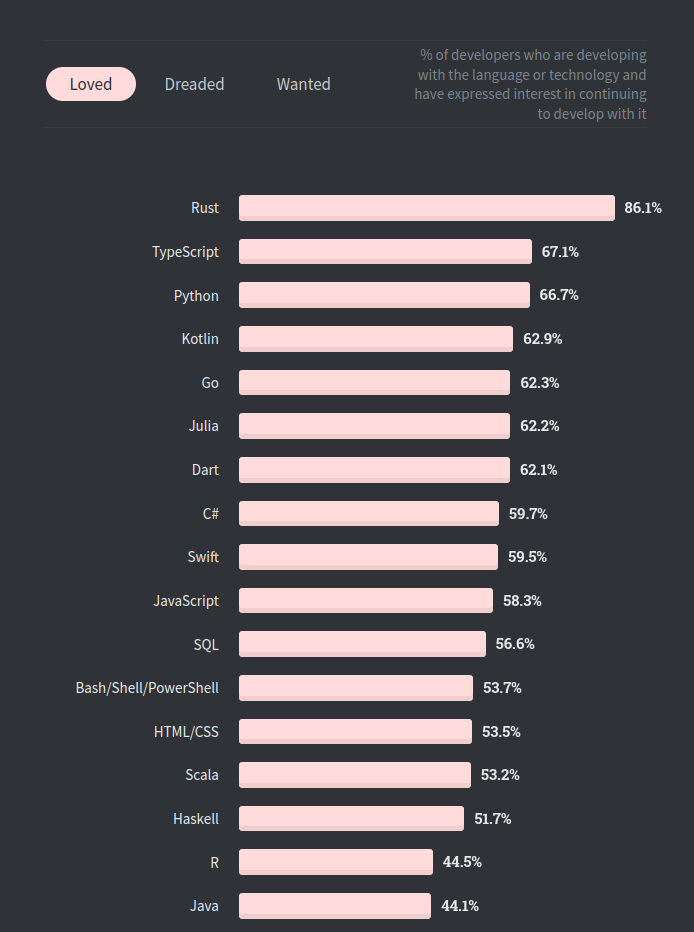 Loved Dreaded Wanted
% of developers who are developing
with the language or technology and
have expressed interest in continuing
to develop with it
Rust 86.1%
TypeScript 67.1%
Python 66.7%
Kotlin 62.9%
Go 62.3%
Julia 62.2%
Dart 62.1%
C# 59.7%
Swift 59.5%
JavaScript 58.3%
SQL 56.6%
Bash/Shell/PowerShell 53.7%
HTML/CSS 53.5%
Scala 53.2%
Haskell 51.7%
R 44.5%
Java 44.1%